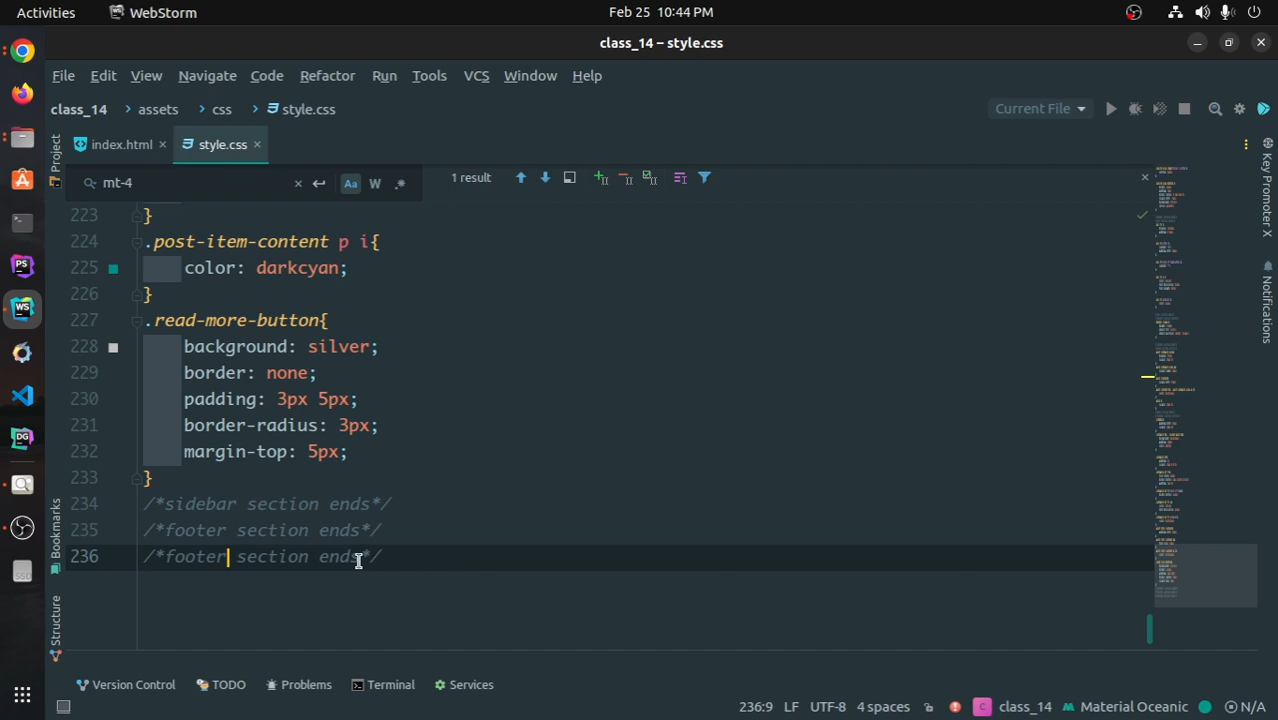 Activities
WebStorm
Feb 25 10:44 PM
class_14 – style.css
File Edit View Navigate Code Refactor Run Tools VCS Window Help
class_14 > assets > css > style.css
Current File
index.html
style.css
Project
mt-4
Aa
W
.*
1 result
Key Promoter X
Notifications
Bookmarks
Structure
223 }
224 .post-item-content p i{
225 color: darkcyan;
226 }
227 .read-more-button{
228 background: silver;
229 border: none;
230 padding: 3px 5px;
231 border-radius: 3px;
232 margin-top: 5px;
233 }
234 /*sidebar section ends*/
235 /*footer section ends*/
236 /*footer section ends*/
PS
WS
DG
SSD
Version Control
TODO
Problems
Terminal
Services
236:9 LF UTF-8 4 spaces
C class_14
Material Oceanic
N/A